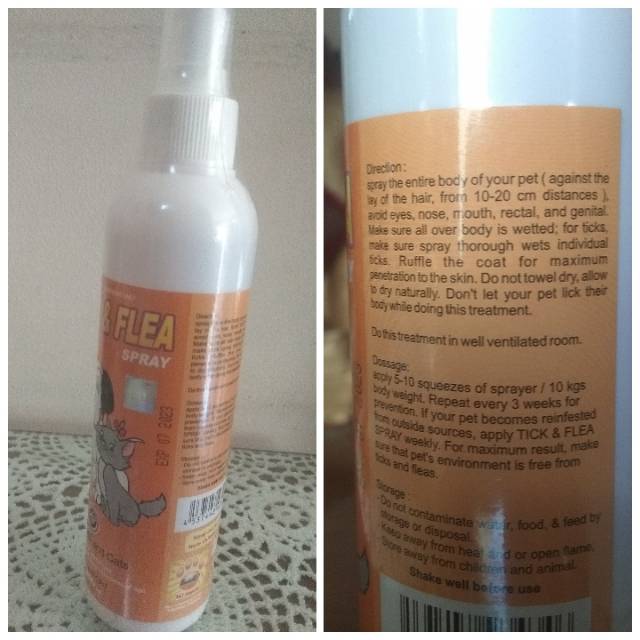 & FLEA
SPRAY
EXP 07 2023
Direction :
spray the entire body of your pet ( against the
lay of the hair, from 10-20 cm distances ),
avoid eyes, nose, mouth, rectal, and genital.
Make sure all over body is wetted; for ticks,
make sure spray thorough wets individual
ticks. Ruffle the coat for maximum
penetration to the skin. Do not towel dry, allow
to dry naturally. Don't let your pet lick their
body while doing this treatment.
Do this treatment in well ventilated room.
Dossage:
apply 5-10 squeezes of sprayer / 10 kgs
body weight. Repeat every 3 weeks for
prevention. If your pet becomes reinfested
from outside sources, apply TICK & FLEA
SPRAY weekly. For maximum result, make
sure that pet's environment is free from
ticks and fleas.
Storage :
- Do not contaminate water, food, & feed by
storage or disposal.
- Keep away from heat and or open flame.
- Store away from children and animal.
Shake well before use